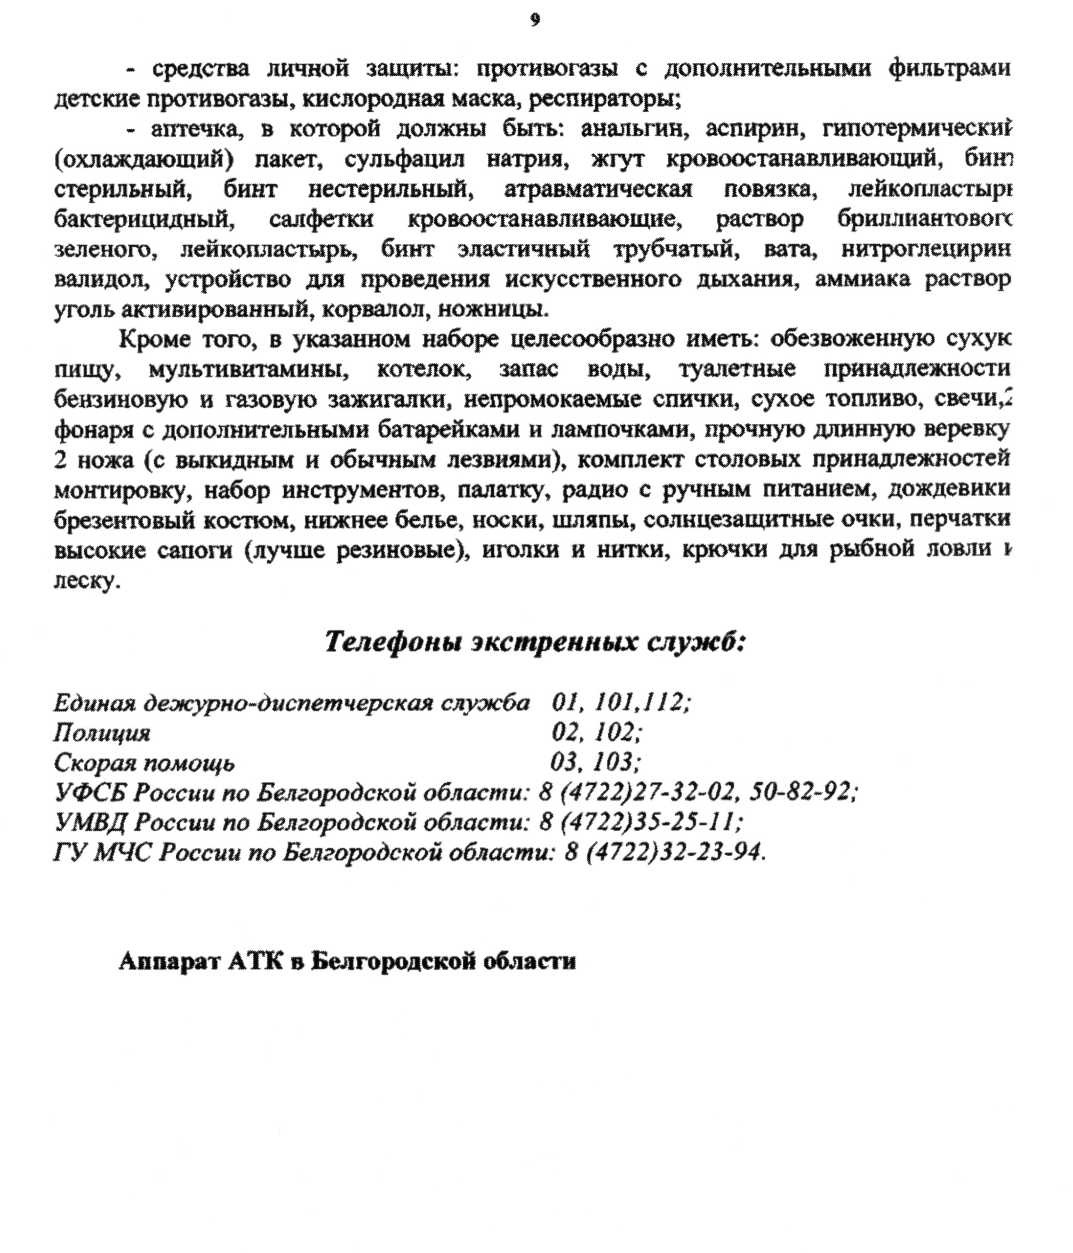 9
- средства личной защиты: противогазы с дополнительными фильтрами
детские противогазы, кислородная маска, респираторы;
- аптечка, в которой должны быть: анальгин, аспирин, гипотермический
(охлаждающий) пакет, сульфацил натрия, жгут кровоостанавливающий, бинт
стерильный, бинт нестерильный, атравматическая повязка, лейкопластырь
бактерицидный, салфетки кровоостанавливающие, раствор бриллиантового
зеленого, лейкопластырь, бинт эластичный трубчатый, вата, нитроглецирин
валидол, устройство для проведения искусственного дыхания, аммиака раствор
уголь активированный, корвалол, ножницы.
Кроме того, в указанном наборе целесообразно иметь: обезвоженную сухую
пищу, мультивитамины, котелок, запас воды, туалетные принадлежности
бензиновую и газовую зажигалки, непромокаемые спички, сухое топливо, свечи,2
фонаря с дополнительными батарейками и лампочками, прочную длинную веревку
2 ножа (с выкидным и обычным лезвиями), комплект столовых принадлежностей
монтировку, набор инструментов, палатку, радио с ручным питанием, дождевики
брезентовый костюм, нижнее белье, носки, шляпы, солнцезащитные очки, перчатки
высокие сапоги (лучше резиновые), иголки и нитки, крючки для рыбной ловли и
леску.
Телефоны экстренных служб:
Единая дежурно-диспетчерская служба 01, 101,112;
Полиция 02, 102;
Скорая помощь 03, 103;
УФСБ России по Белгородской области: 8 (4722)27-32-02, 50-82-92;
УМВД России по Белгородской области: 8 (4722)35-25-11;
ГУ МЧС России по Белгородской области: 8 (4722)32-23-94.
Аппарат АТК в Белгородской области